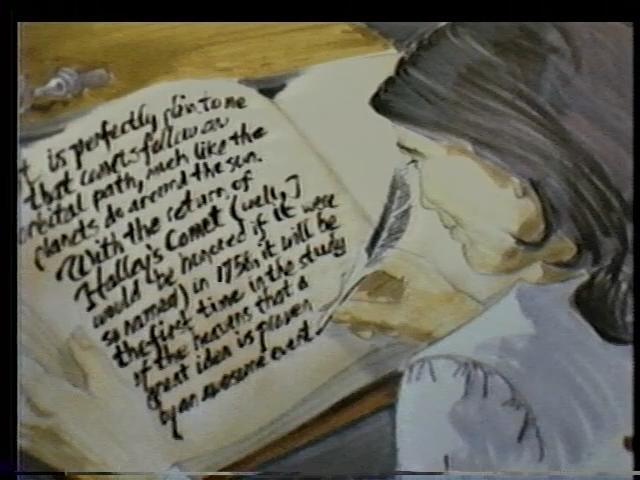 t is perfectly plain to me
that comets follow an
orbital path, much like the
planets do around the sun.
With the return of
Halley's Comet (well, I
would be honored if it were
so named) in 1758, it will be
the first time in the study
of the heavens that a
great idea is proven
by an awesome event